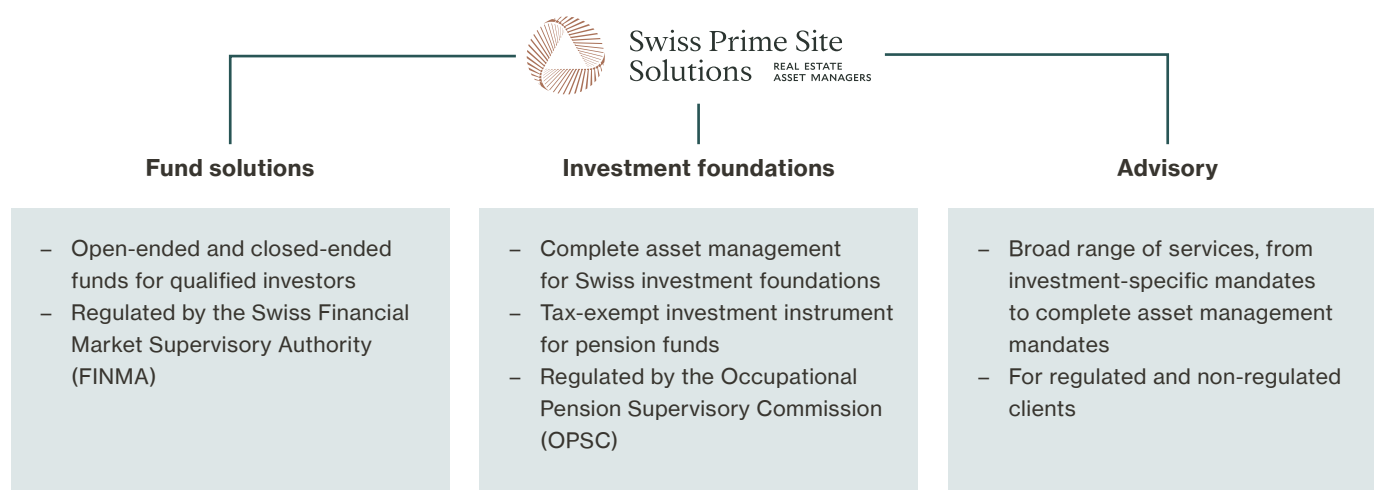 Swiss Prime Site
Solutions REAL ESTATE
ASSET MANAGERS
Fund solutions
– Open-ended and closed-ended
funds for qualified investors
– Regulated by the Swiss Financial
Market Supervisory Authority
(FINMA)
Investment foundations
– Complete asset management
for Swiss investment foundations
– Tax-exempt investment instrument
for pension funds
– Regulated by the Occupational
Pension Supervisory Commission
(OPSC)
Advisory
– Broad range of services, from
investment-specific mandates
to complete asset management
mandates
– For regulated and non-regulated
clients